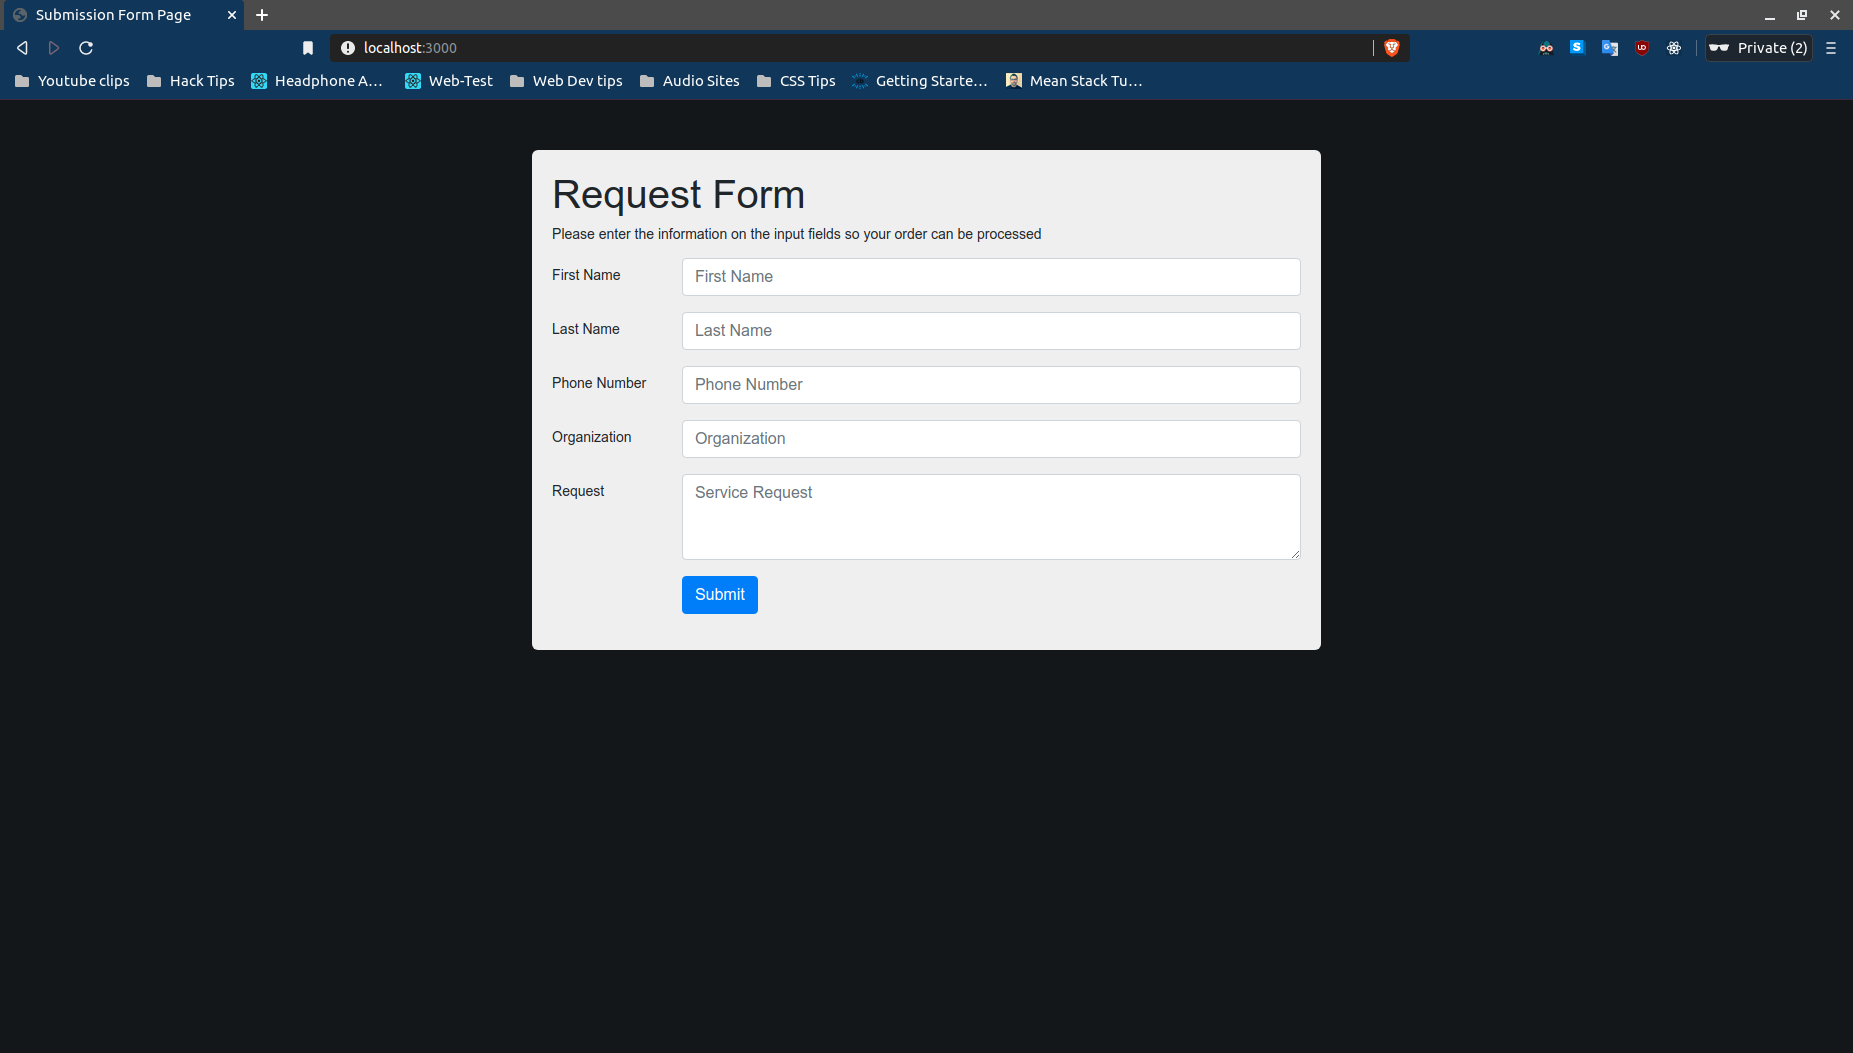 Submission Form Page
localhost:3000
S
UD
Private (2)
Youtube clips
Hack Tips
Headphone A...
Web-Test
Web Dev tips
Audio Sites
CSS Tips
Getting Starte...
Mean Stack Tu...
Request Form
Please enter the information on the input fields so your order can be processed
First Name
First Name
Last Name
Last Name
Phone Number
Phone Number
Organization
Organization
Request
Service Request
Submit